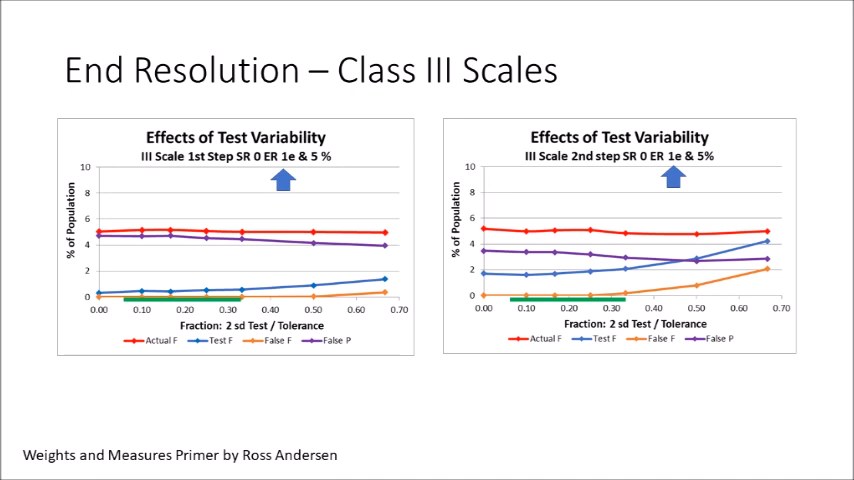 End Resolution – Class III Scales
Effects of Test Variability
III Scale 1st Step SR 0 ER 1e & 5 %
% of Population
10
8
6
4
2
0
0.00 0.10 0.20 0.30 0.40 0.50 0.60 0.70
Fraction: 2 sd Test / Tolerance
Actual F Test F False F False P
Effects of Test Variability
III Scale 2nd step SR 0 ER 1e & 5%
% of Population
10
8
6
4
2
0
0.00 0.10 0.20 0.30 0.40 0.50 0.60 0.70
Fraction: 2 sd Test / Tolerance
Actual F Test F False F False P
Weights and Measures Primer by Ross Andersen